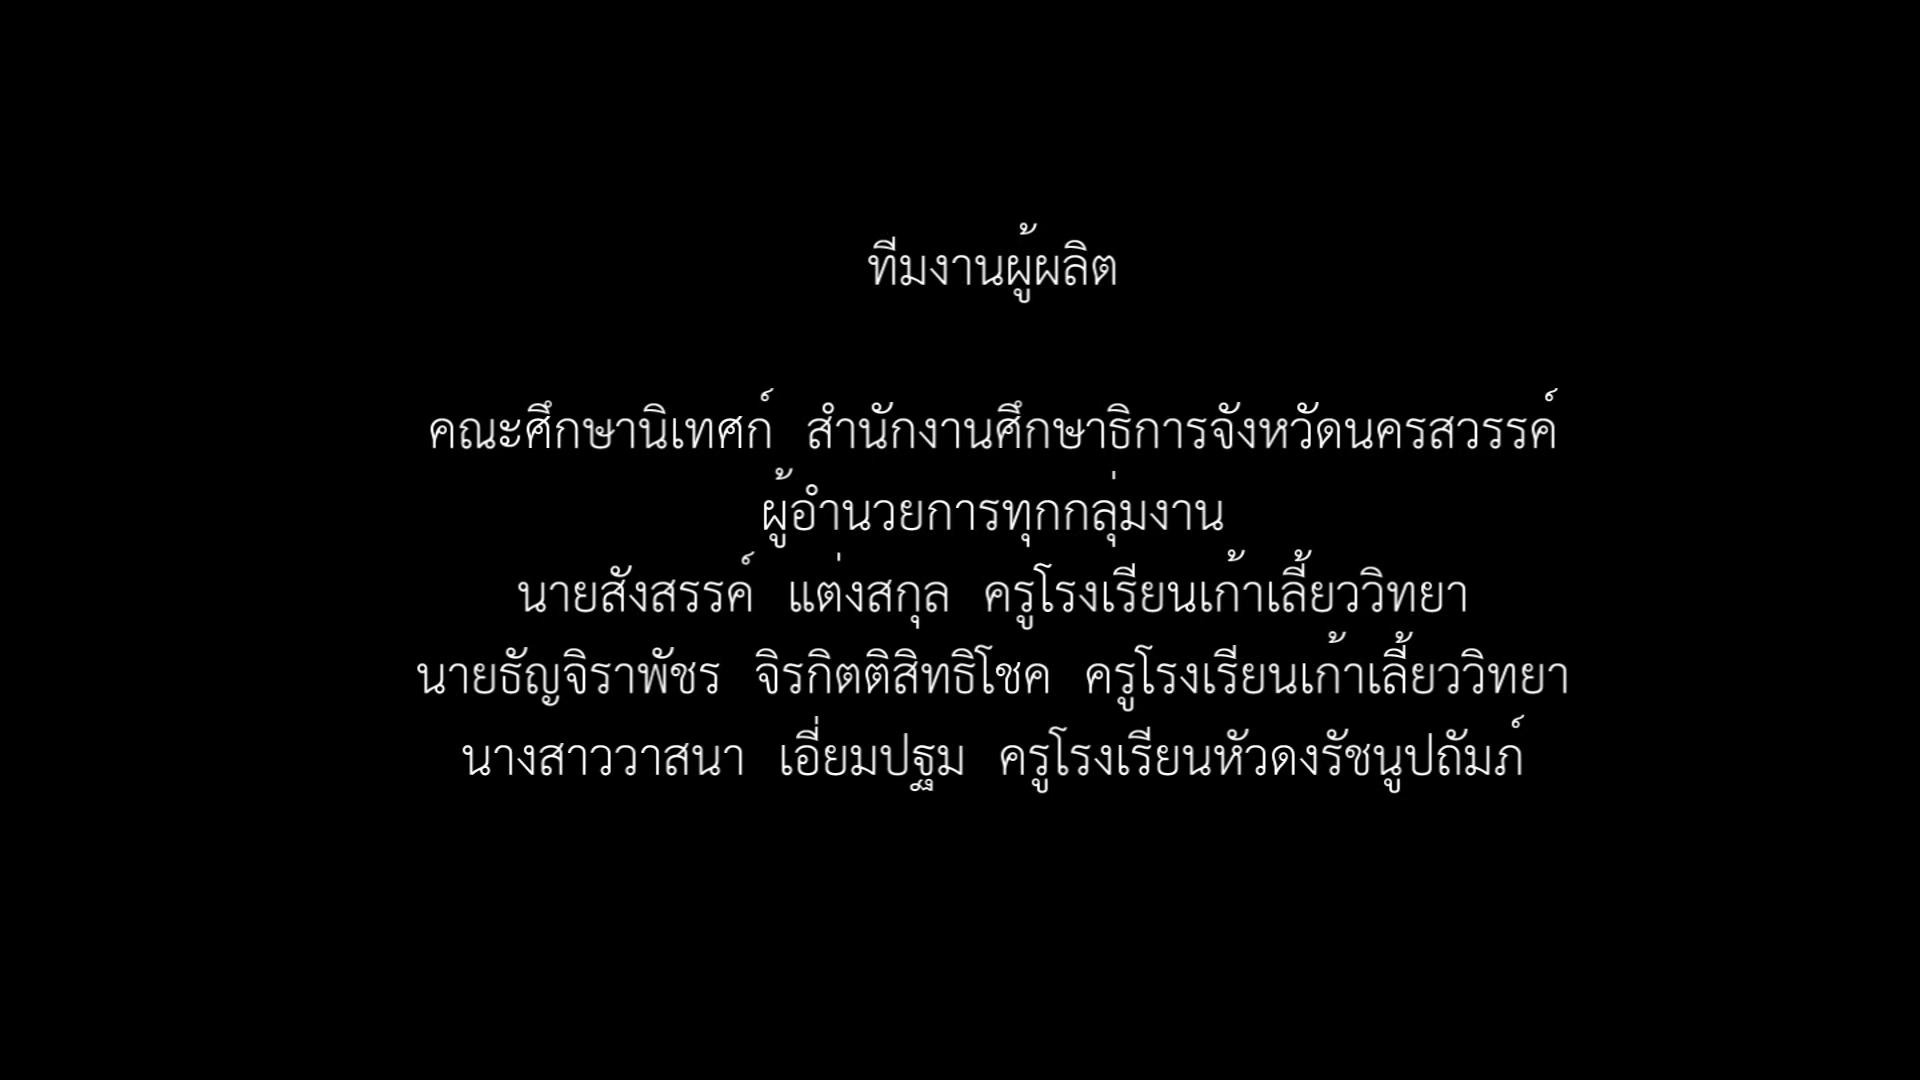 ทีมงานผู้ผลิต
คณะศึกษานิเทศก์ สำนักงานศึกษาธิการจังหวัดนครสวรรค์
ผู้อำนวยการทุกกลุ่มงาน
นายสังสรรค์ แต่งสกุล ครูโรงเรียนเก้าเลี้ยววิทยา
นายธัญจิราพัชร จิรกิตติสิทธิโชค ครูโรงเรียนเก้าเลี้ยววิทยา
นางสาววาสนา เอี่ยมปฐม ครูโรงเรียนหัวดงรัชนูปถัมภ์